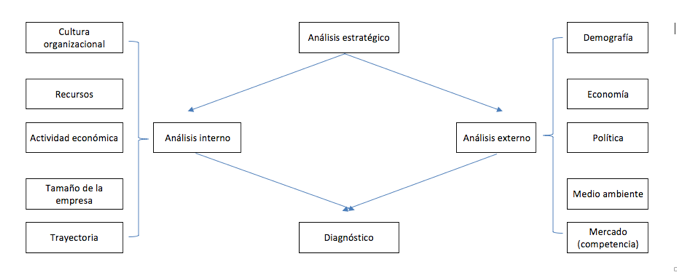 Cultura
organizacional
Análisis estratégico
Demografía
Recursos
Economía
Actividad económica
Análisis interno
Análisis externo
Política
Tamaño de la
empresa
Medio ambiente
Trayectoria
Diagnóstico
Mercado
(competencia)